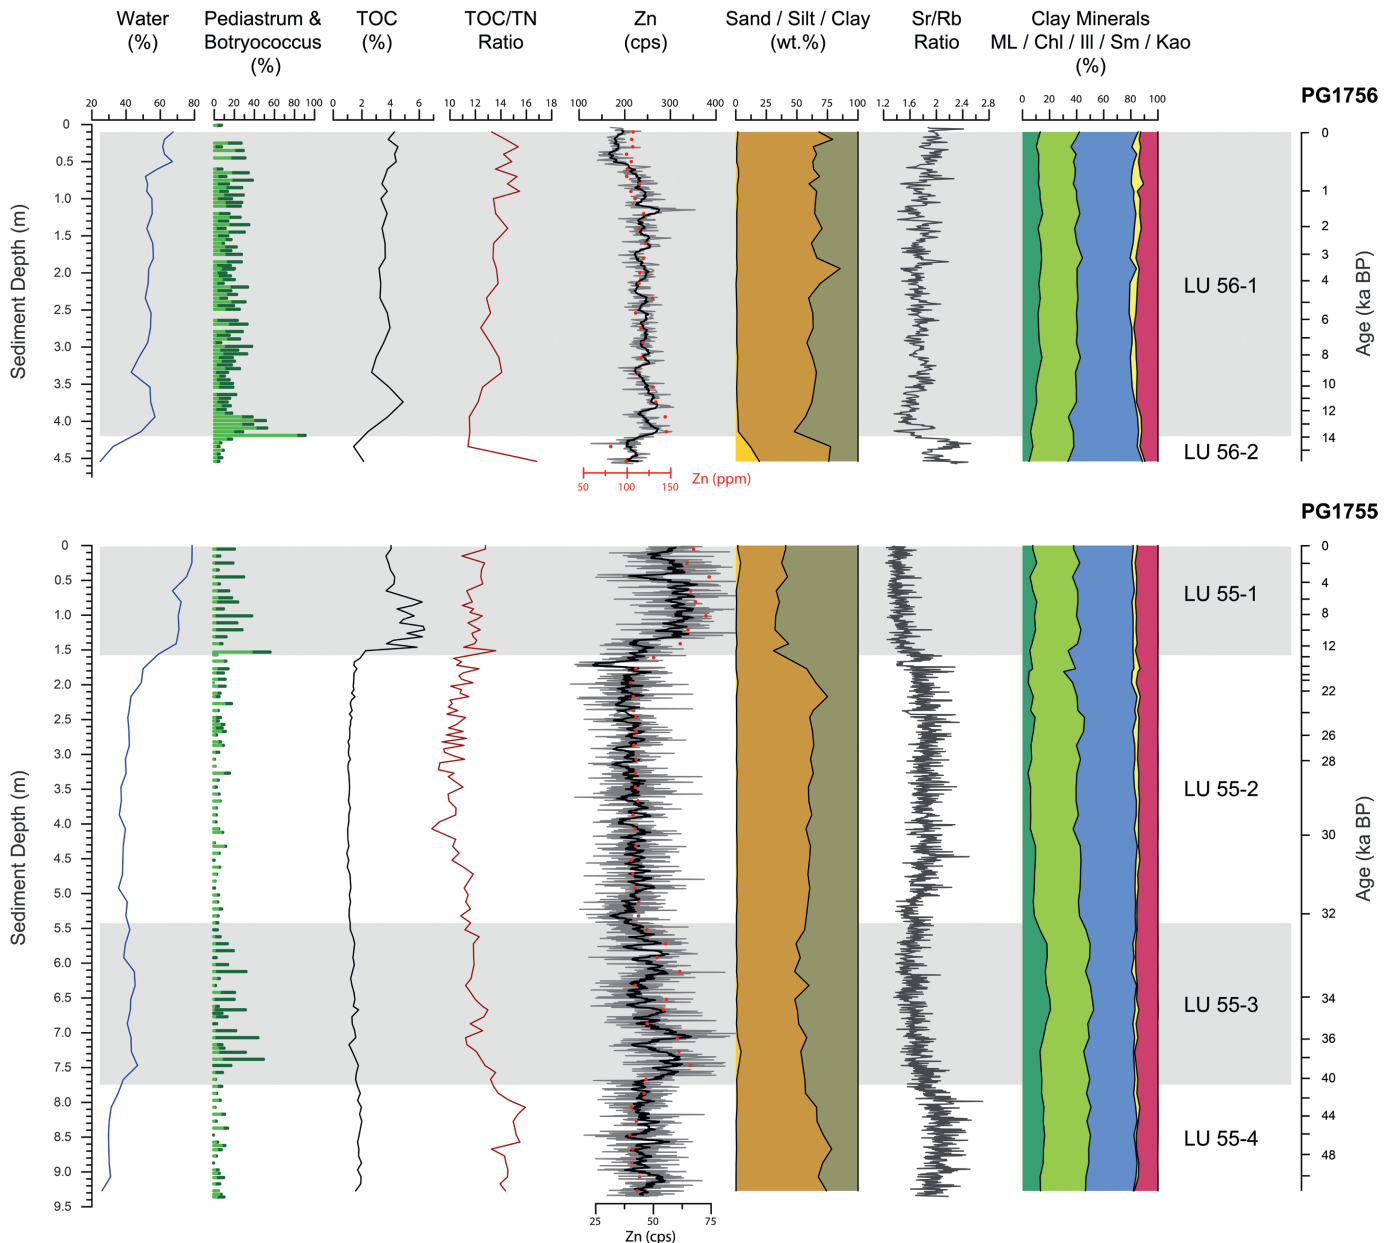 Water
(%)
Pediastrum &
Botryococcus
(%)
TOC
(%)
TOC/TN
Ratio
Zn
(cps)
Sand / Silt / Clay
(wt.%)
Sr/Rb
Ratio
Clay Minerals
ML / Chl / Ill / Sm / Kao
(%)
PG1756
20 40 60 80
0 20 40 60 80 100
0 2 4 6
10 12 14 16 18
100 200 300 400
0 25 50 75 100
1.2 1.6 2 2.4 2.8
0 20 40 60 80 100
Sediment Depth (m)
0
0.5
1.0
1.5
2.0
2.5
3.0
3.5
4.0
4.5
LU 56-1
LU 56-2
0
1
2
3
4
6
8
10
12
14
Age (ka BP)
50 100 150
Zn (ppm)
PG1755
Sediment Depth (m)
0
0.5
1.0
1.5
2.0
2.5
3.0
3.5
4.0
4.5
5.0
5.5
6.0
6.5
7.0
7.5
8.0
8.5
9.0
9.5
LU 55-1
LU 55-2
LU 55-3
LU 55-4
0
4
8
12
22
26
28
30
32
34
36
40
44
48
Age (ka BP)
25 50 75
Zn (cps)